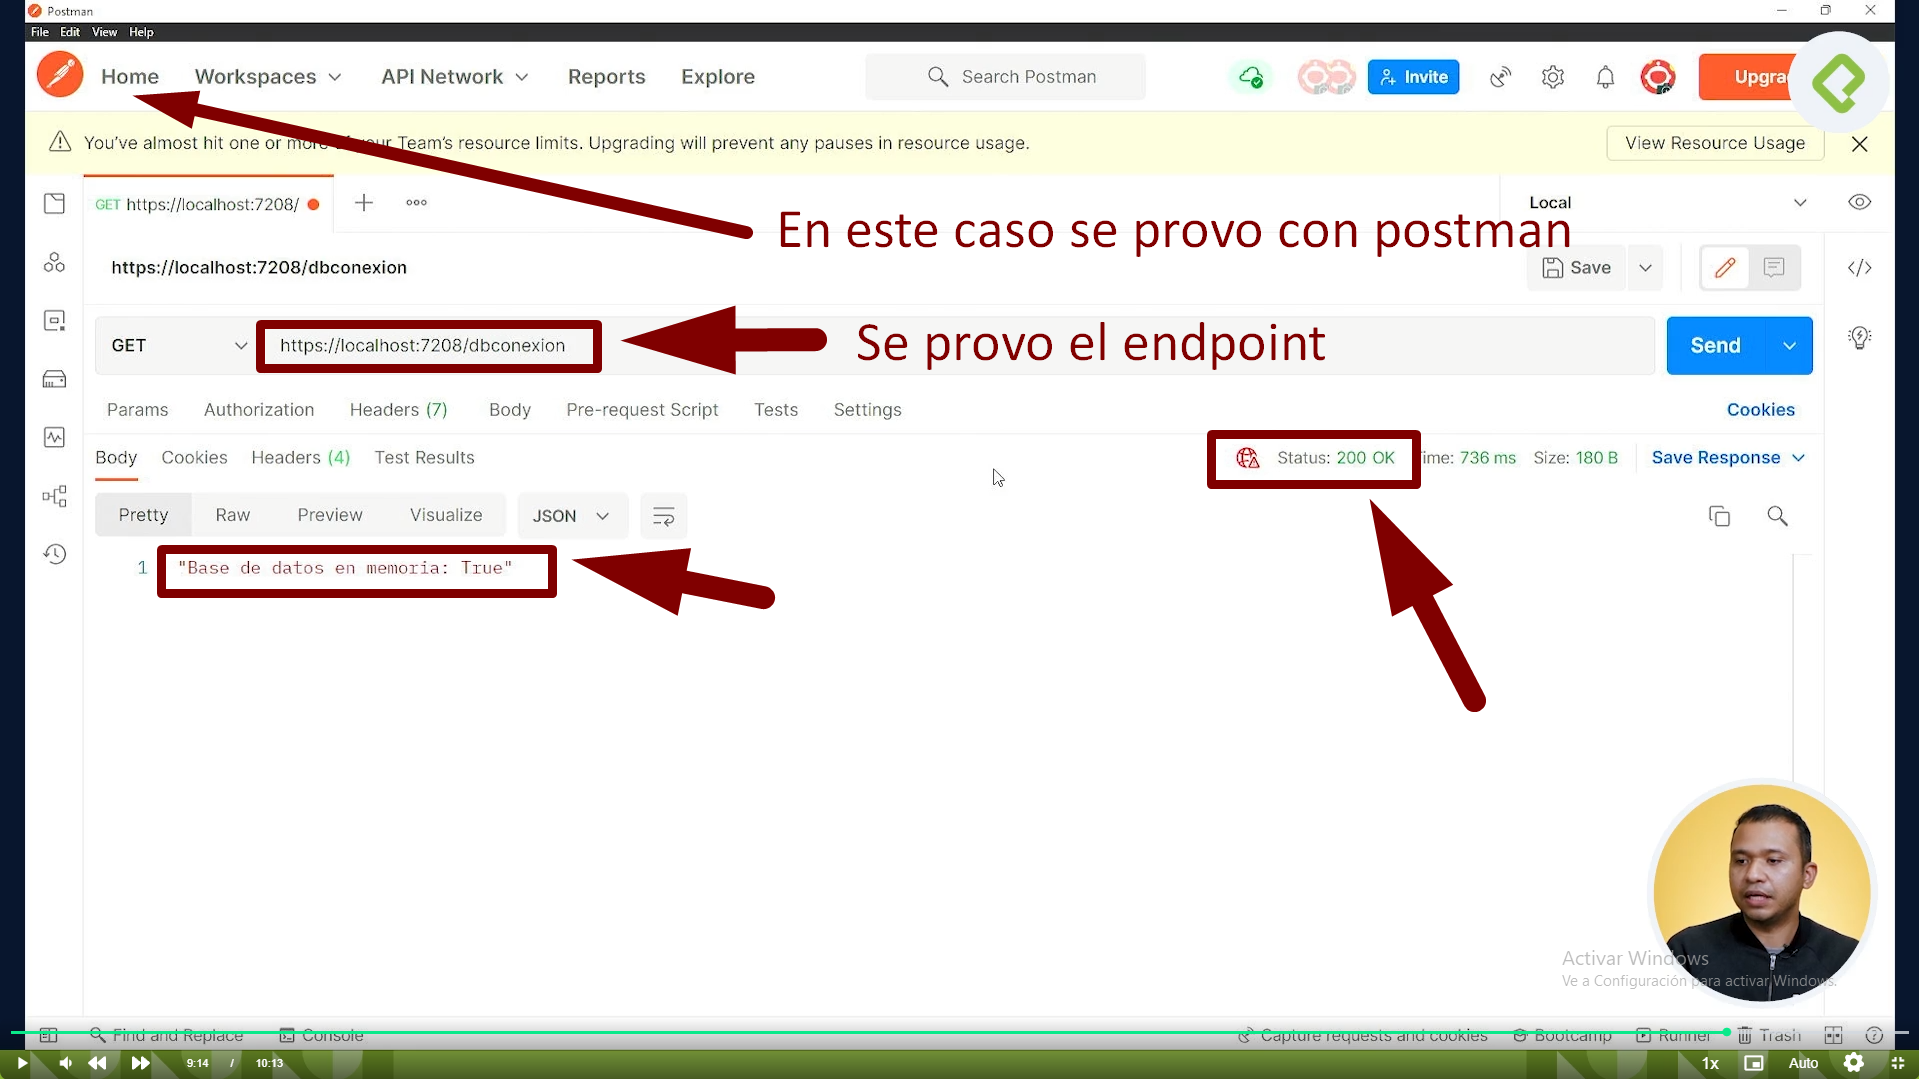 Postman
File Edit View Help
Home Workspaces API Network Reports Explore Search Postman Invite
You've almost hit one or more your Team's resource limits. Upgrading will prevent any pauses in resource usage. View Resource Usage
GET https://localhost:7208/ Local
En este caso se provo con postman
https://localhost:7208/dbconexion Save
GET https://localhost:7208/dbconexion Se provo el endpoint Send
Params Authorization Headers (7) Body Pre-request Script Tests Settings Cookies
Body Cookies Headers (4) Test Results Status: 200 OK 736 ms Size: 180 B Save Response
Pretty Raw Preview Visualize JSON
1 "Base de datos en memoria: True"
Activar Windows
Ve a Configuración para activar Windows.
Find and Replace Console Capture requests and cookies Bootcamp Runner Trash
9:14 / 10:13 1x Auto